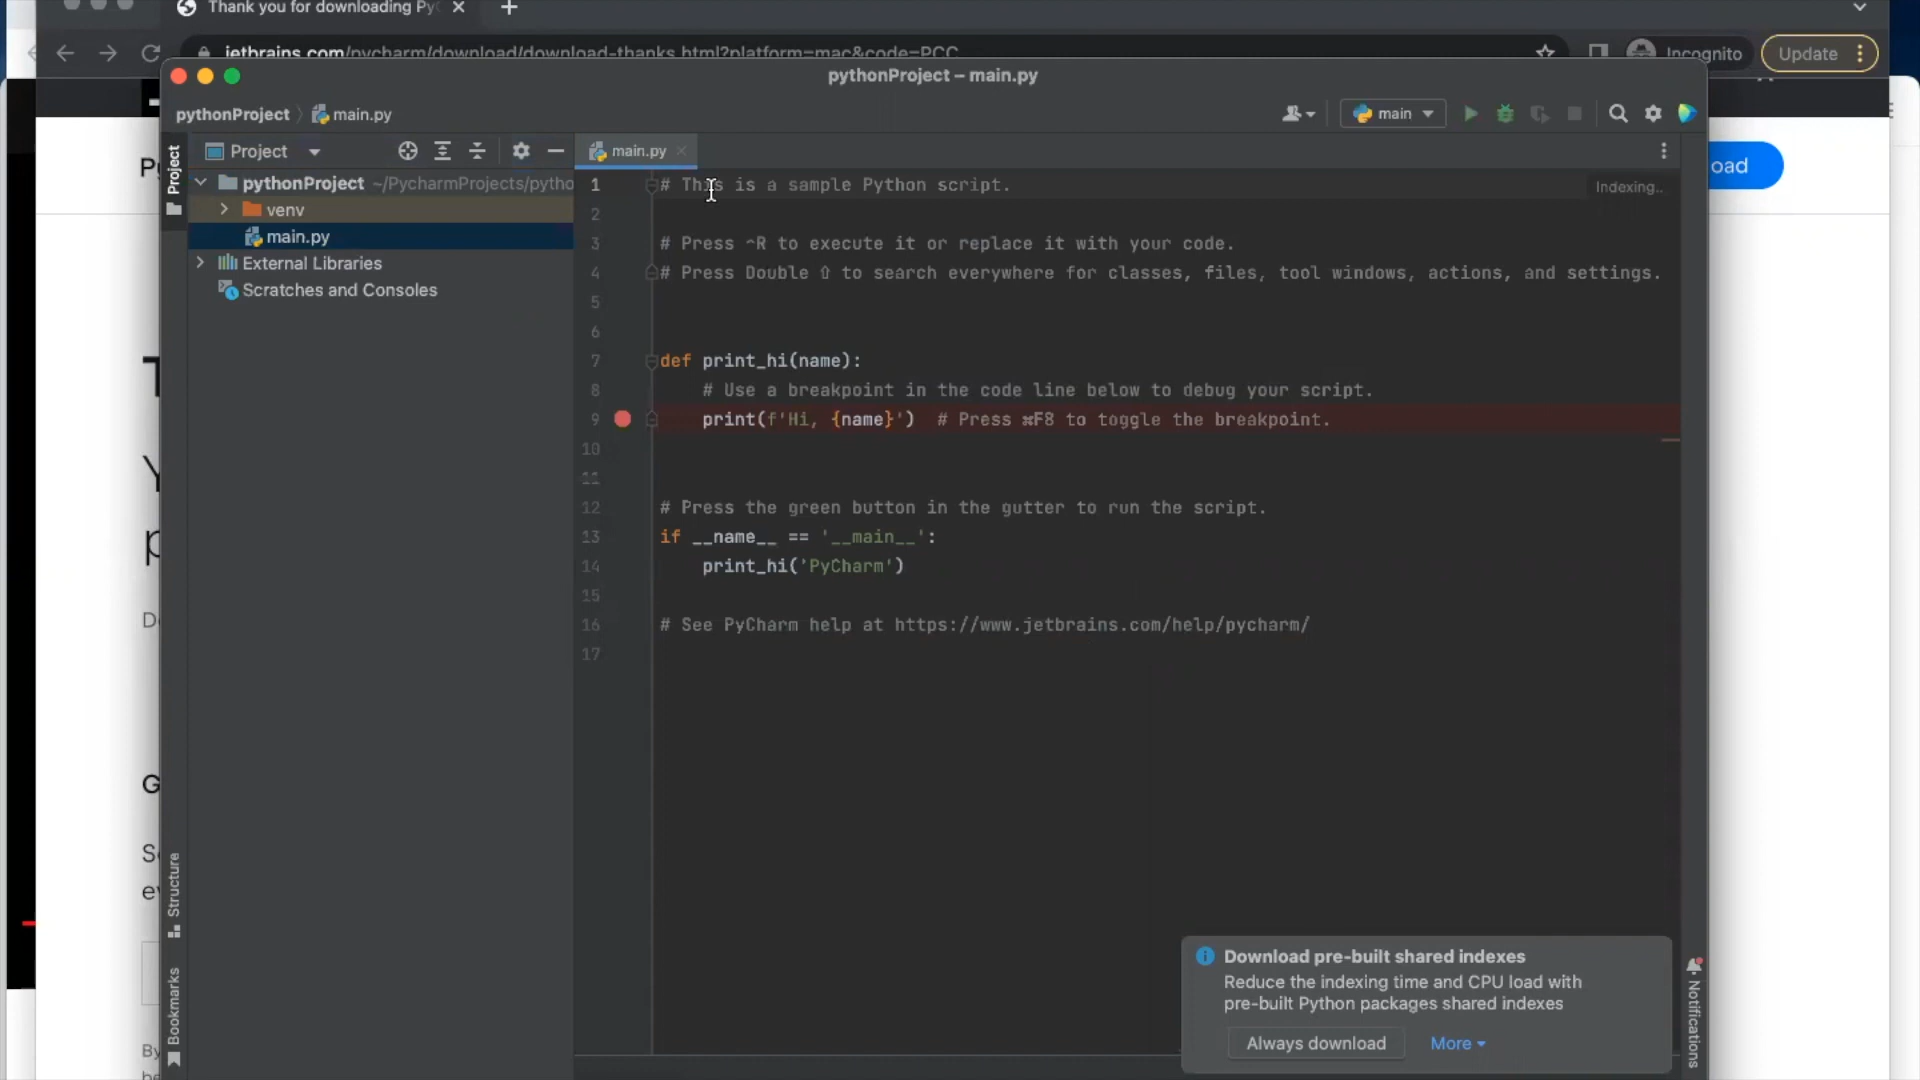 Thank you for downloading Py
jetbrains.com/pycharm/download/download-thanks.html?platform=mac&code=PCC
Incognito
Update
pythonProject – main.py
pythonProject
main.py
main
Project
Project
main.py
pythonProject ~/PycharmProjects/pytho
venv
main.py
External Libraries
Scratches and Consoles
Indexing..
1 # This is a sample Python script.
2
3 # Press ⌃R to execute it or replace it with your code.
4 # Press Double ⇧ to search everywhere for classes, files, tool windows, actions, and settings.
5
6
7 def print_hi(name):
8 # Use a breakpoint in the code line below to debug your script.
9 print(f'Hi, {name}')  # Press ⌘F8 to toggle the breakpoint.
10
11
12 # Press the green button in the gutter to run the script.
13 if __name__ == '__main__':
14 print_hi('PyCharm')
15
16 # See PyCharm help at https://www.jetbrains.com/help/pycharm/
17
oad
Structure
Bookmarks
By
Download pre-built shared indexes
Reduce the indexing time and CPU load with
pre-built Python packages shared indexes
Always download
More
Notifications